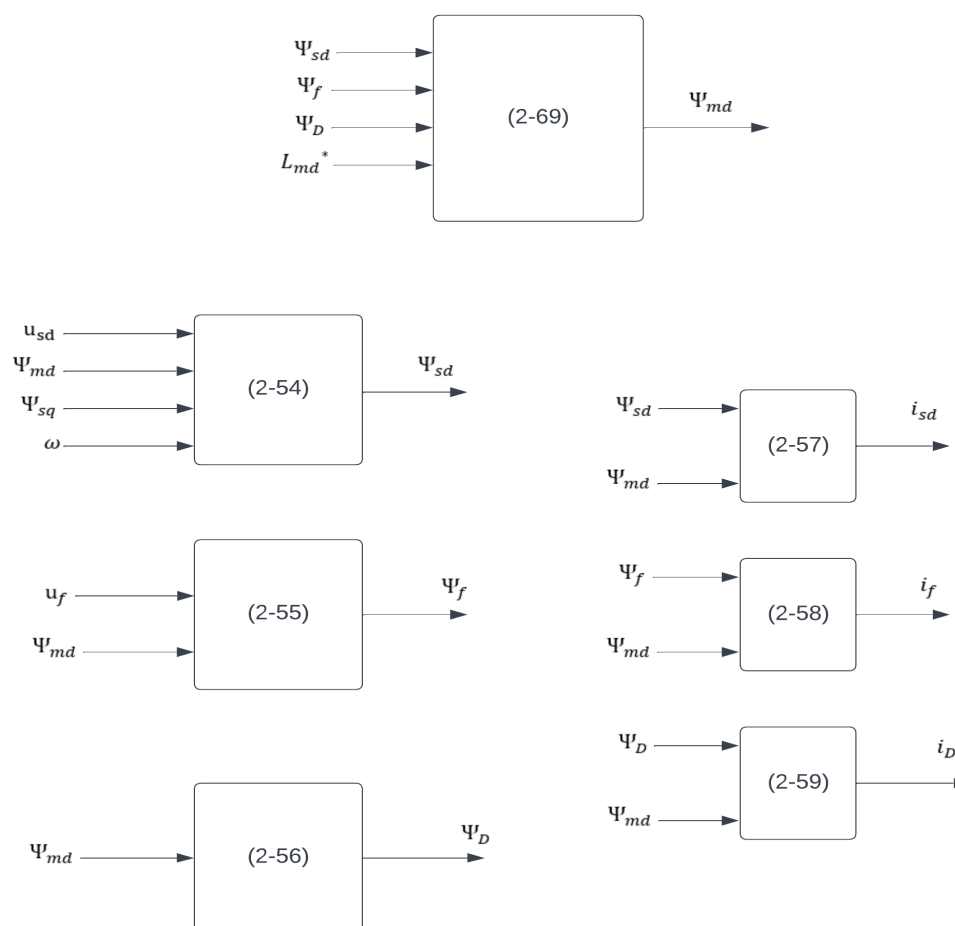 Ψsd
Ψf
ΨD
Lmd*
(2-69)
Ψmd
usd
Ψmd
Ψsq
ω
(2-54)
Ψsd
Ψsd
Ψmd
(2-57)
isd
uf
Ψmd
(2-55)
Ψf
Ψf
Ψmd
(2-58)
if
Ψmd
(2-56)
ΨD
ΨD
Ψmd
(2-59)
iD